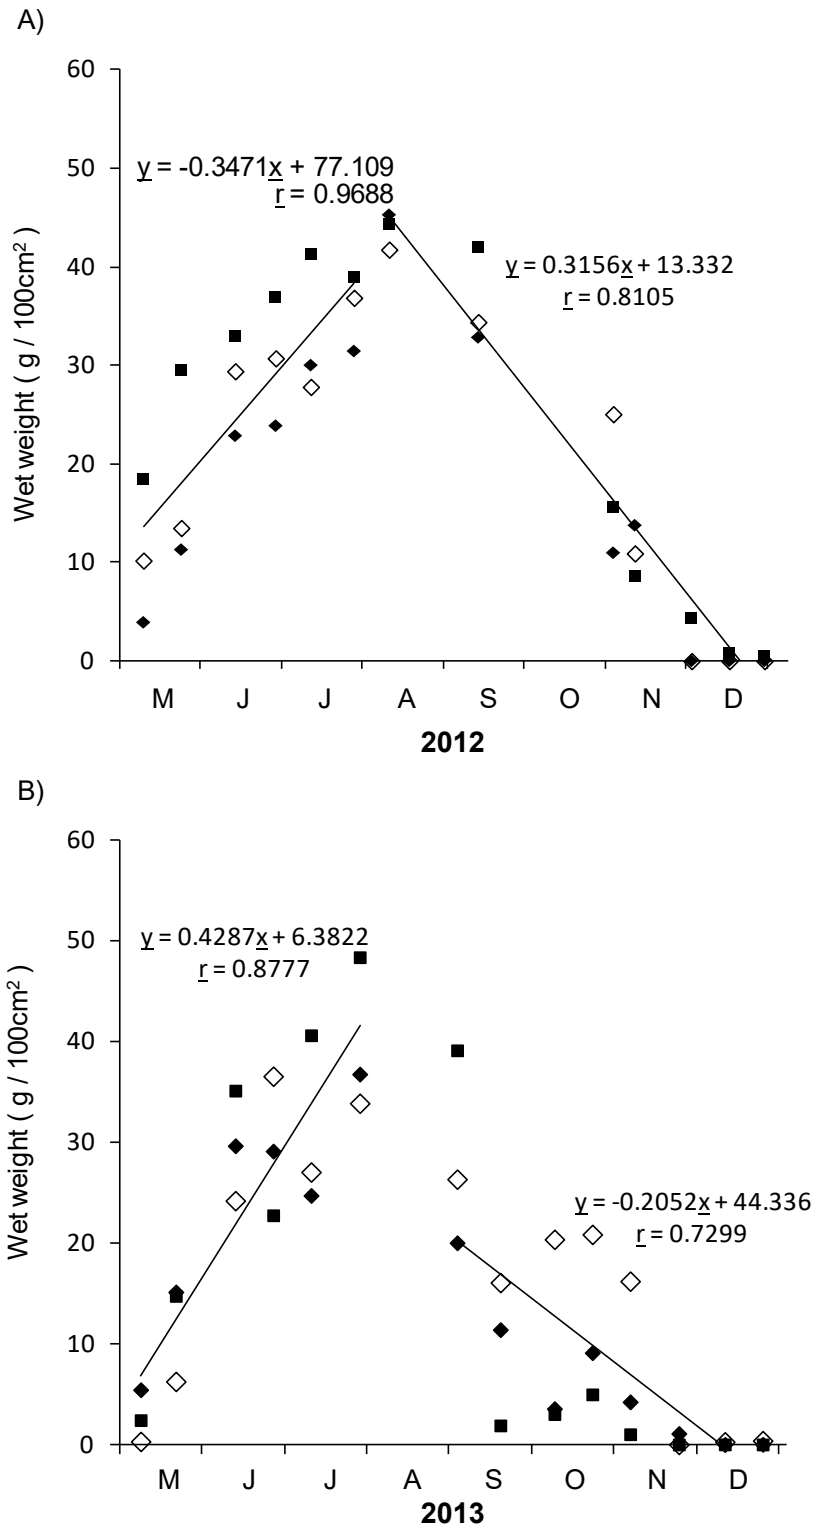 A)
60
50
40
30
20
10
0
Wet weight ( g / 100cm² )
y = -0.3471x + 77.109
r = 0.9688
y = 0.3156x + 13.332
r = 0.8105
M J J A S O N D
2012
B)
60
50
40
30
20
10
0
Wet weight ( g / 100cm² )
y = 0.4287x + 6.3822
r = 0.8777
y = -0.2052x + 44.336
r = 0.7299
M J J A S O N D
2013